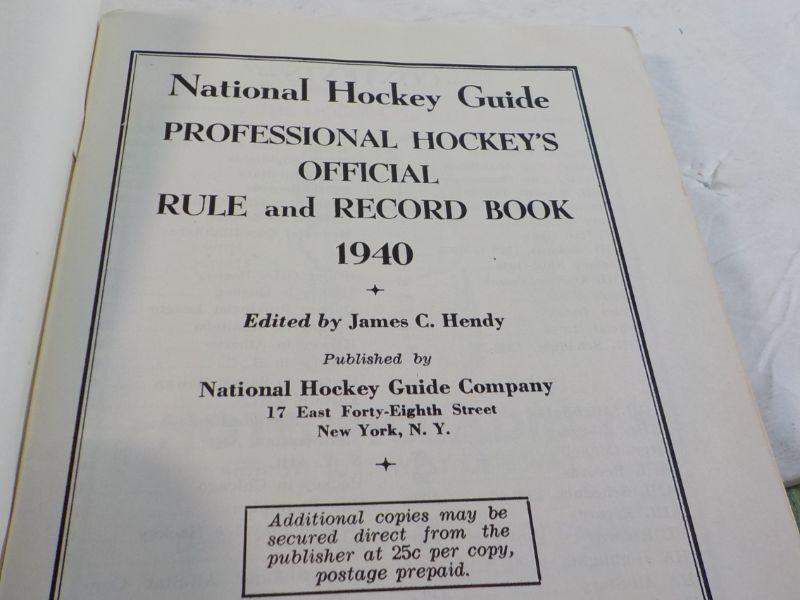 National Hockey Guide
PROFESSIONAL HOCKEY'S
OFFICIAL
RULE and RECORD BOOK
1940
Edited by James C. Hendy
Published by
National Hockey Guide Company
17 East Forty-Eighth Street
New York, N. Y.
Additional copies may be
secured direct from the
publisher at 25c per copy,
postage prepaid.